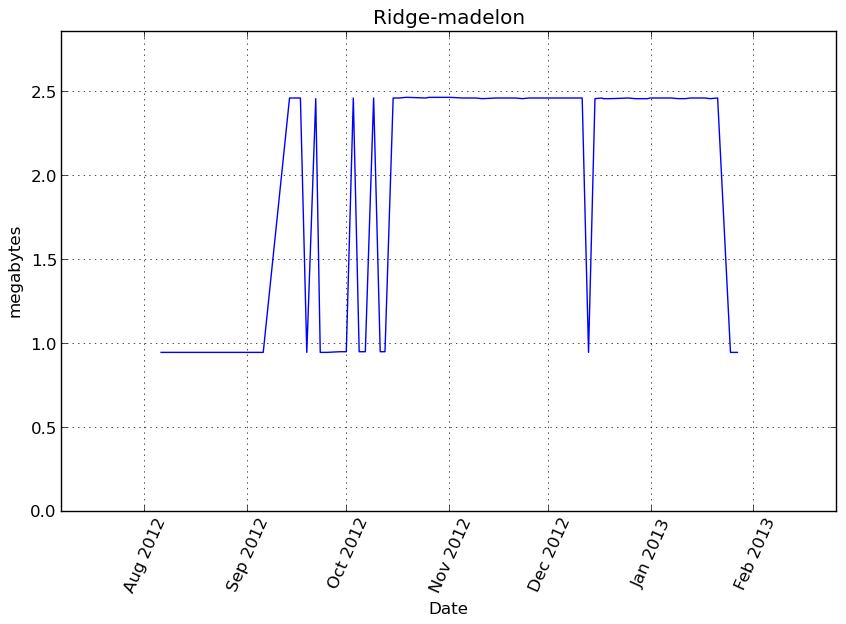 Ridge-madelon
megabytes
2.5
2.0
1.5
1.0
0.5
0.0
Aug 2012
Sep 2012
Oct 2012
Nov 2012
Dec 2012
Jan 2013
Feb 2013
Date